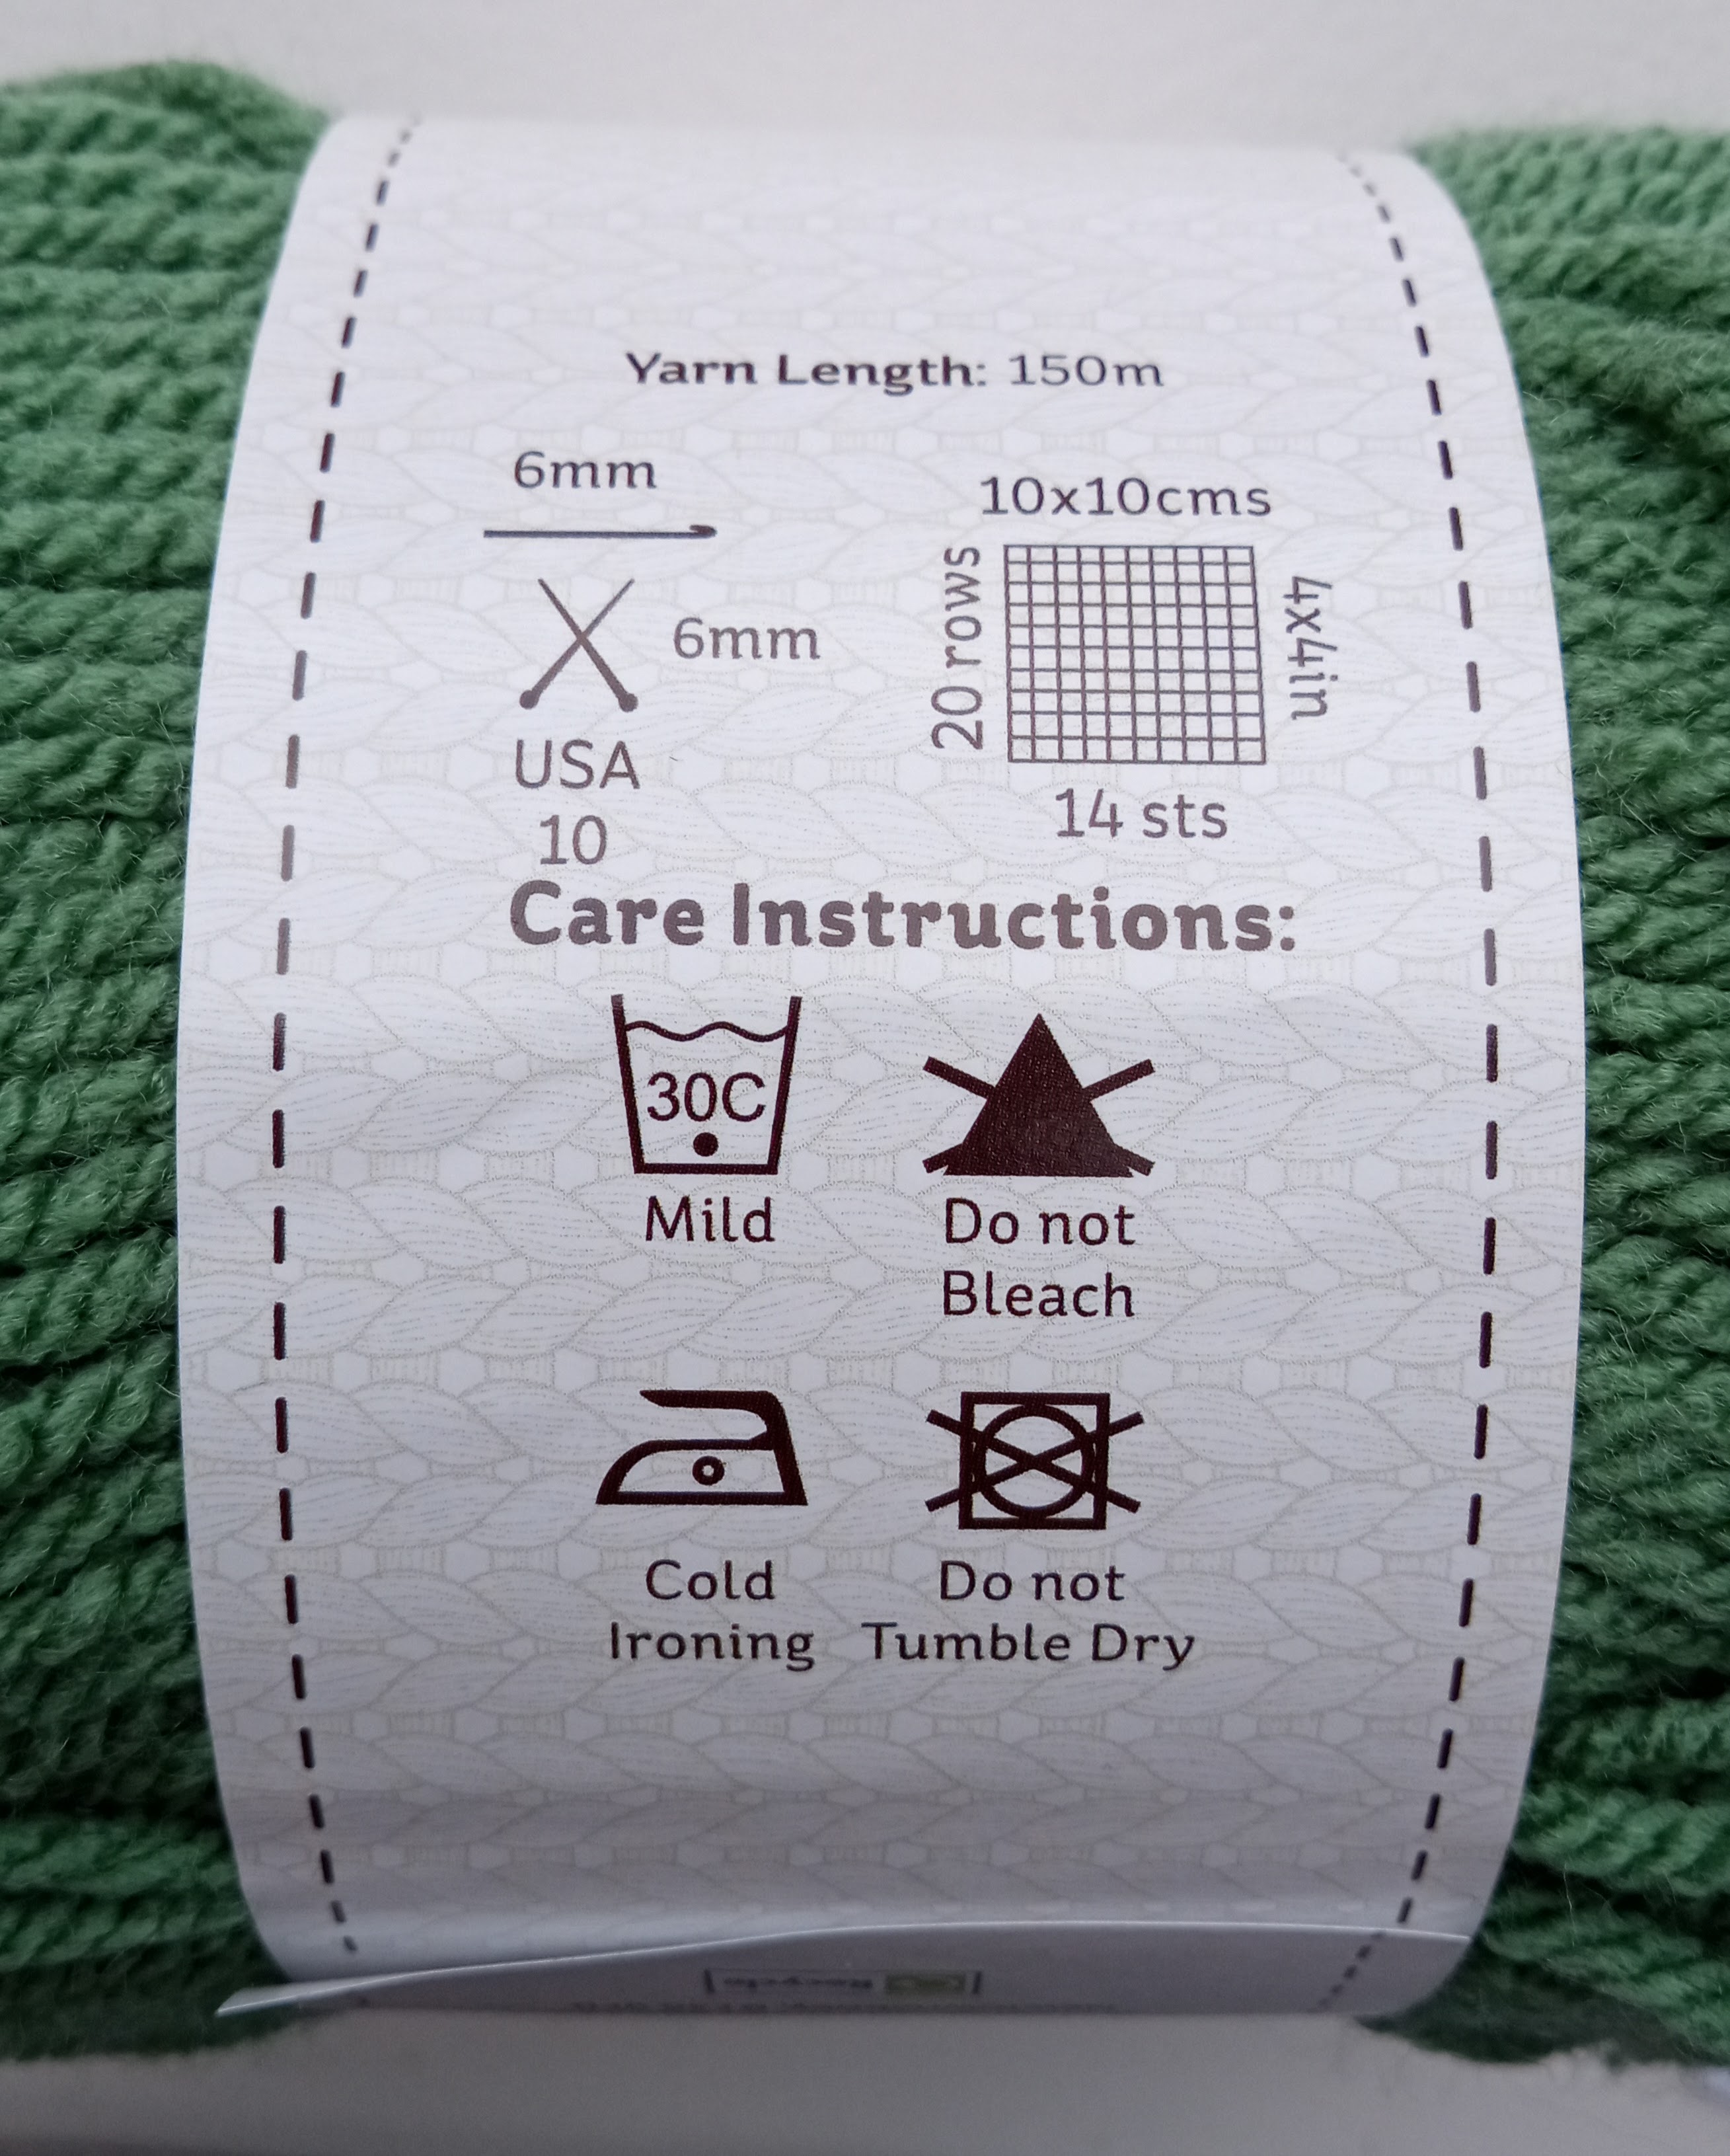 Yarn Length: 150m
6mm
10x10cms
20 rows
4x4in
6mm
USA
10
14 sts
Care Instructions:
30C
Mild
Do not
Bleach
Cold
Ironing
Do not
Tumble Dry
Recycle